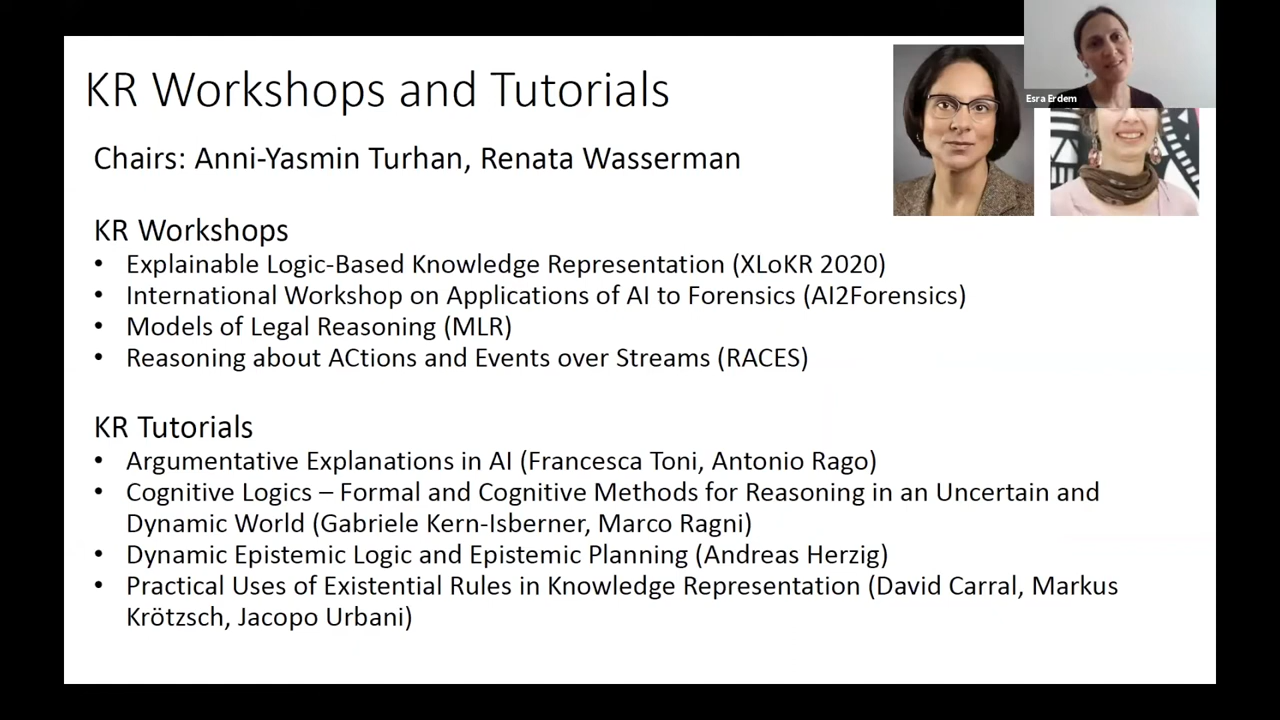 KR Workshops and Tutorials
Esra Erdem
Chairs: Anni-Yasmin Turhan, Renata Wasserman
KR Workshops
• Explainable Logic-Based Knowledge Representation (XLoKR 2020)
• International Workshop on Applications of AI to Forensics (AI2Forensics)
• Models of Legal Reasoning (MLR)
• Reasoning about ACtions and Events over Streams (RACES)
KR Tutorials
• Argumentative Explanations in AI (Francesca Toni, Antonio Rago)
• Cognitive Logics – Formal and Cognitive Methods for Reasoning in an Uncertain and
Dynamic World (Gabriele Kern-Isberner, Marco Ragni)
• Dynamic Epistemic Logic and Epistemic Planning (Andreas Herzig)
• Practical Uses of Existential Rules in Knowledge Representation (David Carral, Markus
Krötzsch, Jacopo Urbani)